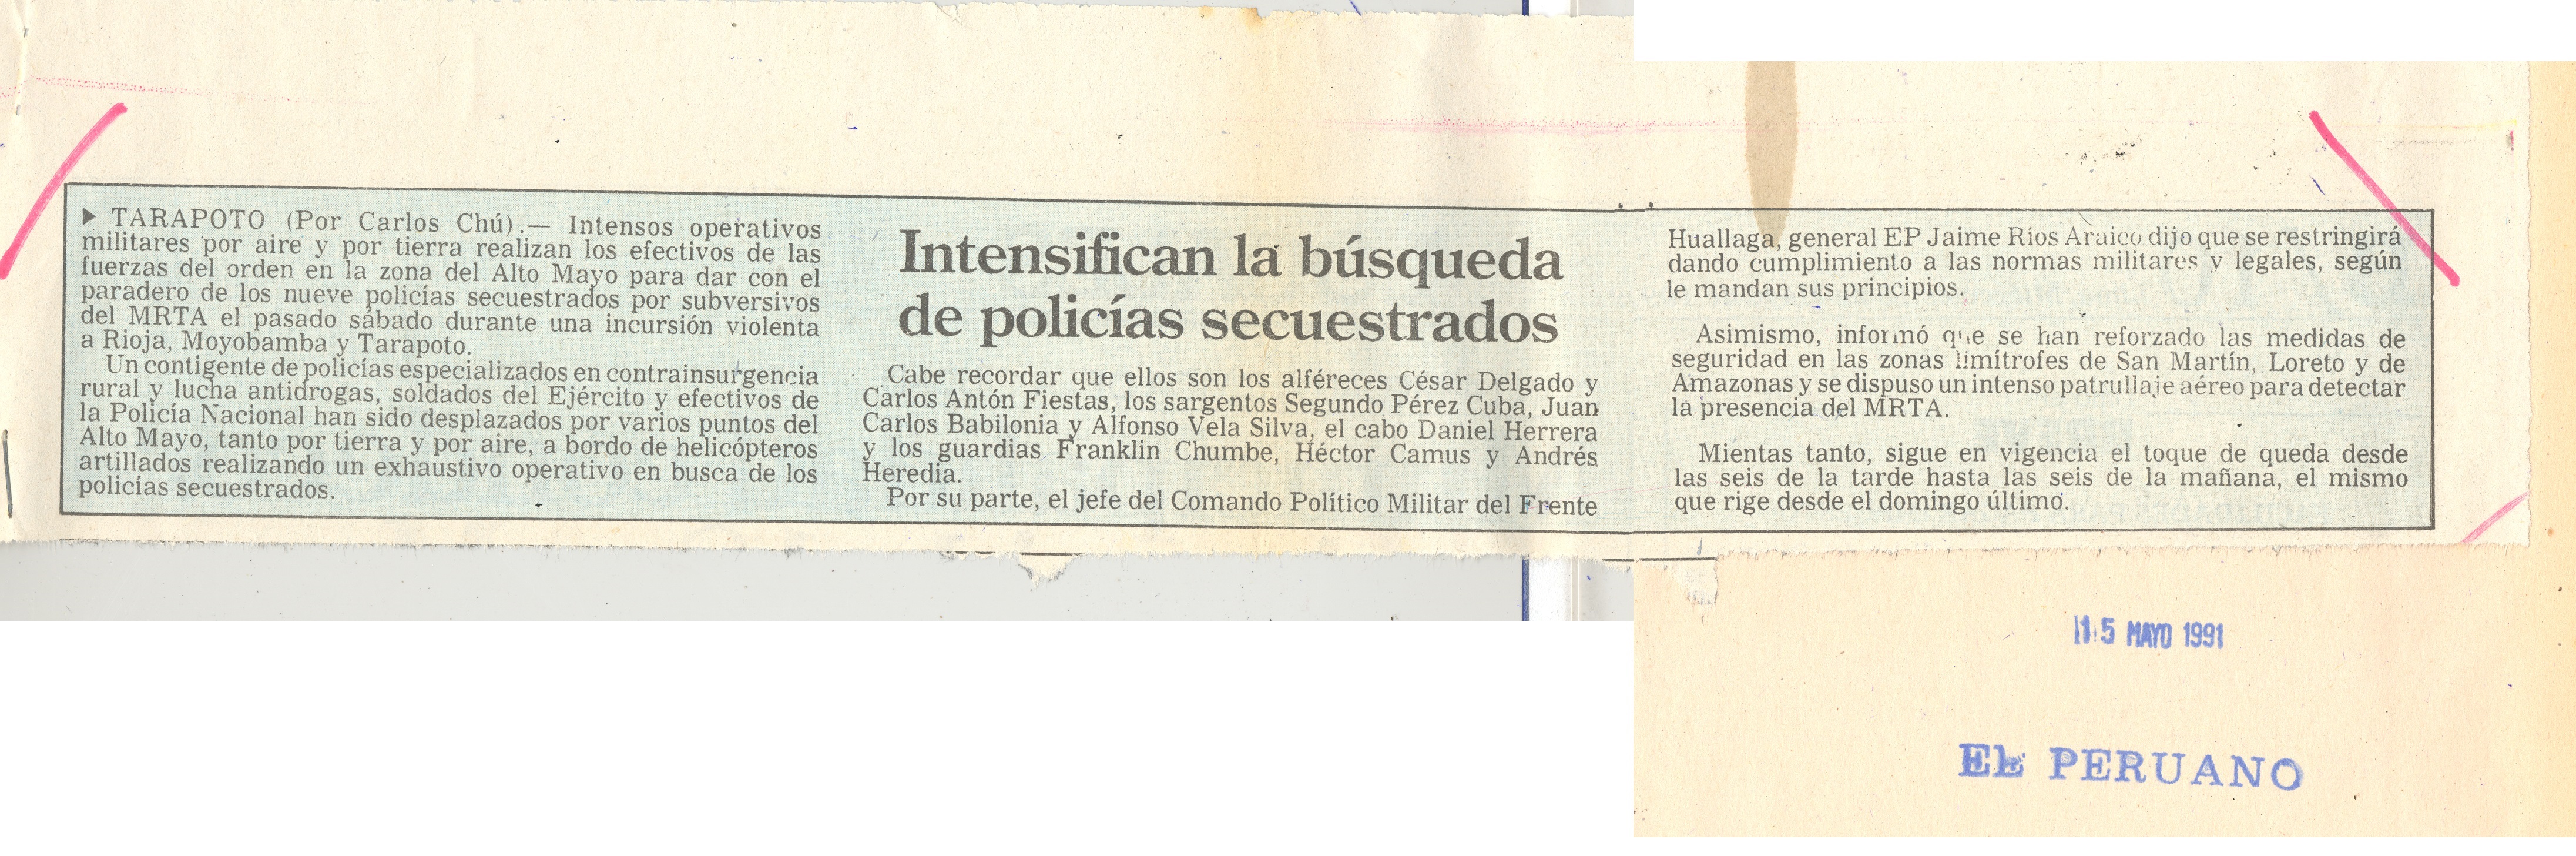 ▶ TARAPOTO (Por Carlos Chú).— Intensos operativos
militares por aire y por tierra realizan los efectivos de las
fuerzas del orden en la zona del Alto Mayo para dar con el
paradero de los nueve policías secuestrados por subversivos
del MRTA el pasado sábado durante una incursión violenta
a Rioja, Moyobamba y Tarapoto.
Un contigente de policías especializados en contrainsurgencia
rural y lucha antidrogas, soldados del Ejército y efectivos de
la Policía Nacional han sido desplazados por varios puntos del
Alto Mayo, tanto por tierra y por aire, a bordo de helicópteros
artillados realizando un exhaustivo operativo en busca de los
policías secuestrados.
Intensifican la búsqueda
de policías secuestrados
Cabe recordar que ellos son los alféreces César Delgado y
Carlos Antón Fiestas, los sargentos Segundo Pérez Cuba, Juan
Carlos Babilonia y Alfonso Vela Silva, el cabo Daniel Herrera
y los guardias Franklin Chumbe, Héctor Camus y Andrés
Heredia.
Por su parte, el jefe del Comando Político Militar del Frente
Huallaga, general EP Jaime Rios Araico dijo que se restringirá
dando cumplimiento a las normas militares y legales, según
le mandan sus principios.
Asimismo, informó que se han reforzado las medidas de
seguridad en las zonas limítrofes de San Martín, Loreto y de
Amazonas y se dispuso un intenso patrullaje aéreo para detectar
la presencia del MRTA.
Mientas tanto, sigue en vigencia el toque de queda desde
las seis de la tarde hasta las seis de la mañana, el mismo
que rige desde el domingo último.
15 MAYO 1991
EL PERUANO